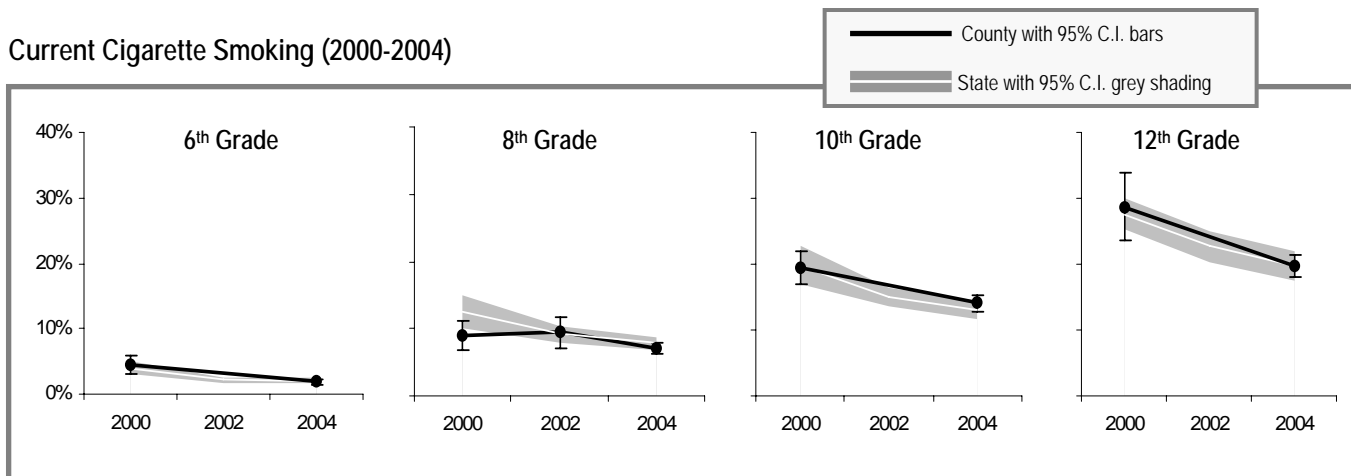 Current Cigarette Smoking (2000-2004)
County with 95% C.I. bars
State with 95% C.I. grey shading
6th Grade
8th Grade
10th Grade
12th Grade
40%
30%
20%
10%
0%
2000 2002 2004
2000 2002 2004
2000 2002 2004
2000 2002 2004